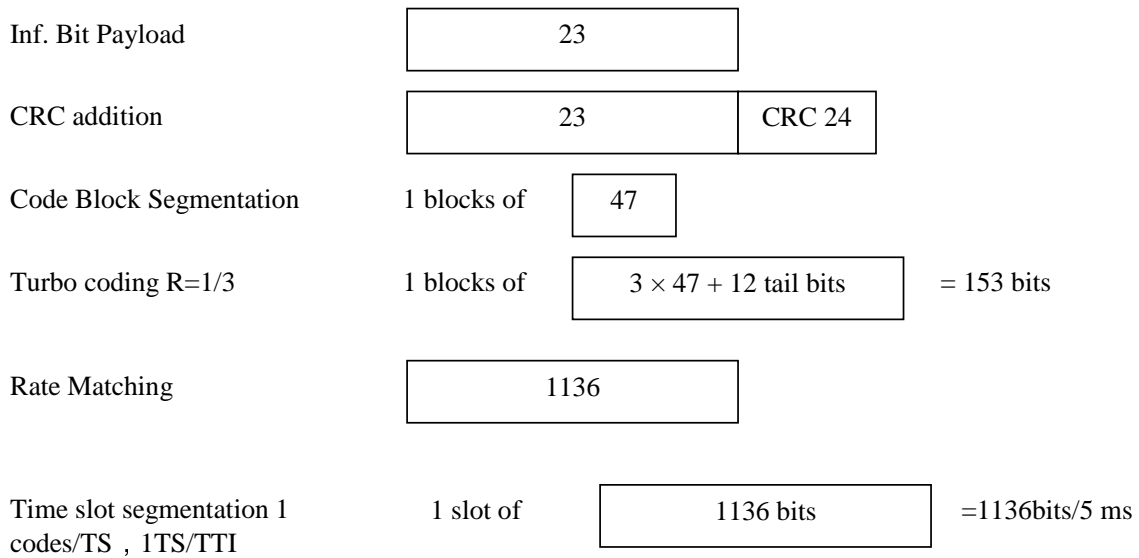 Inf. Bit Payload 23
CRC addition 23 CRC 24
Code Block Segmentation 1 blocks of 47
Turbo coding R=1/3 1 blocks of 3 × 47 + 12 tail bits = 153 bits
Rate Matching 1136
Time slot segmentation 1 1 slot of 1136 bits =1136bits/5 ms
codes/TS，1TS/TTI